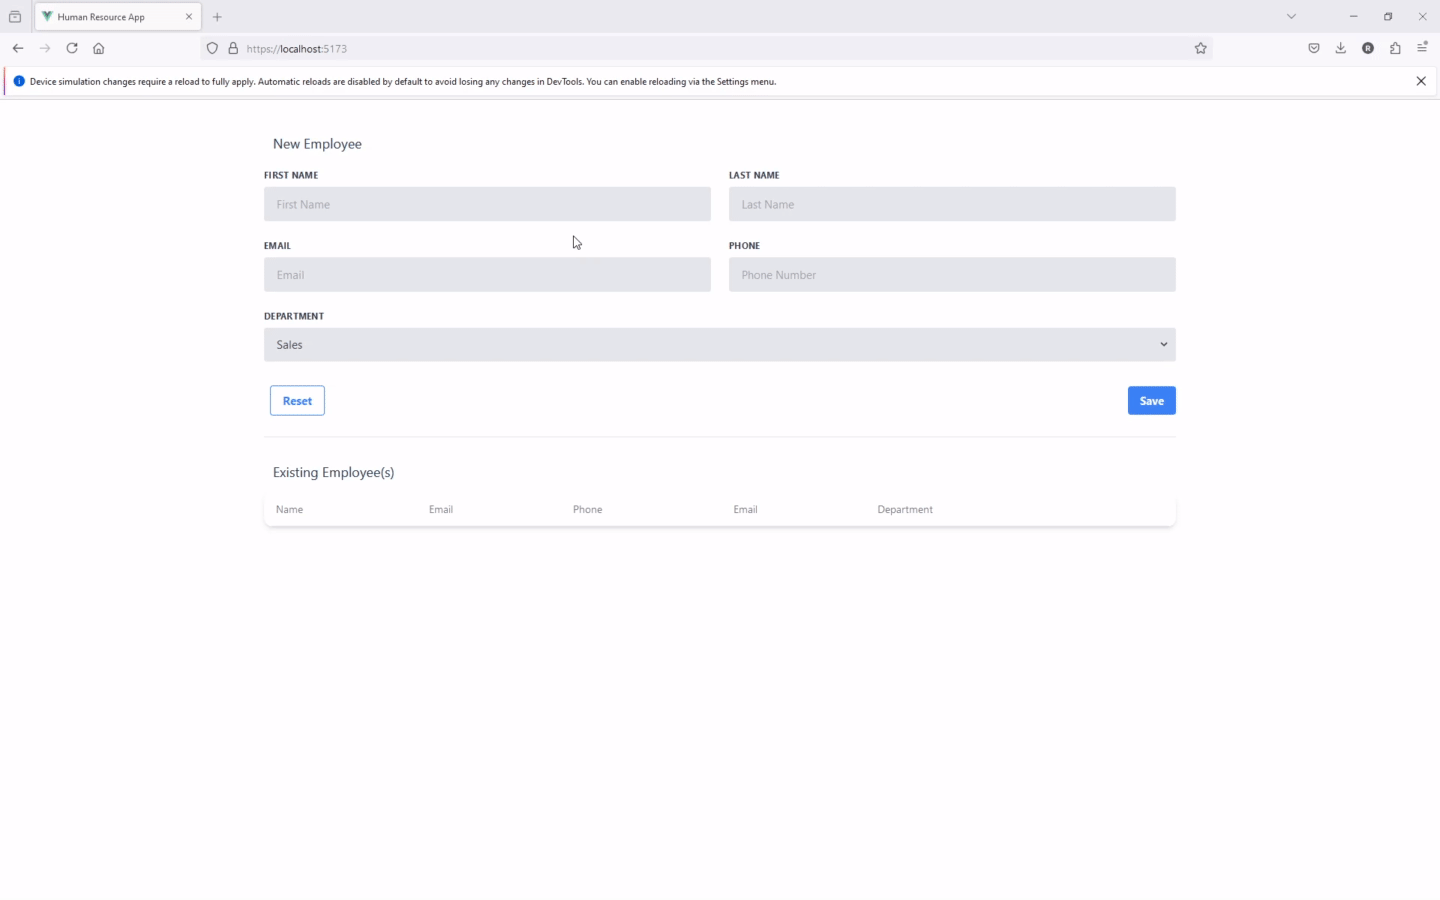 Human Resource App
https://localhost:5173
R
Device simulation changes require a reload to fully apply. Automatic reloads are disabled by default to avoid losing any changes in DevTools. You can enable reloading via the Settings menu.
New Employee
FIRST NAME
LAST NAME
First Name
Last Name
EMAIL
PHONE
Email
Phone Number
DEPARTMENT
Sales
Reset
Save
Existing Employee(s)
Name Email Phone Email Department